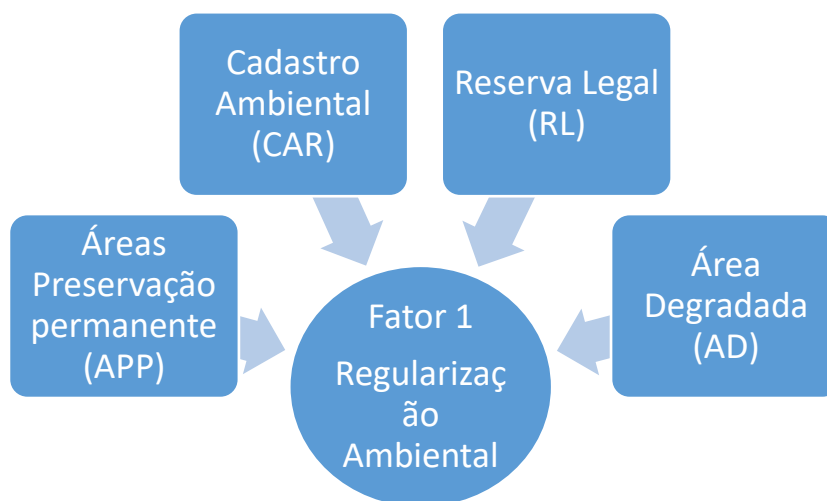 Cadastro
Ambiental
(CAR)
Reserva Legal
(RL)
Áreas
Preservação
permanente
(APP)
Área
Degradada
(AD)
Fator 1
Regularizaç
ão
Ambiental